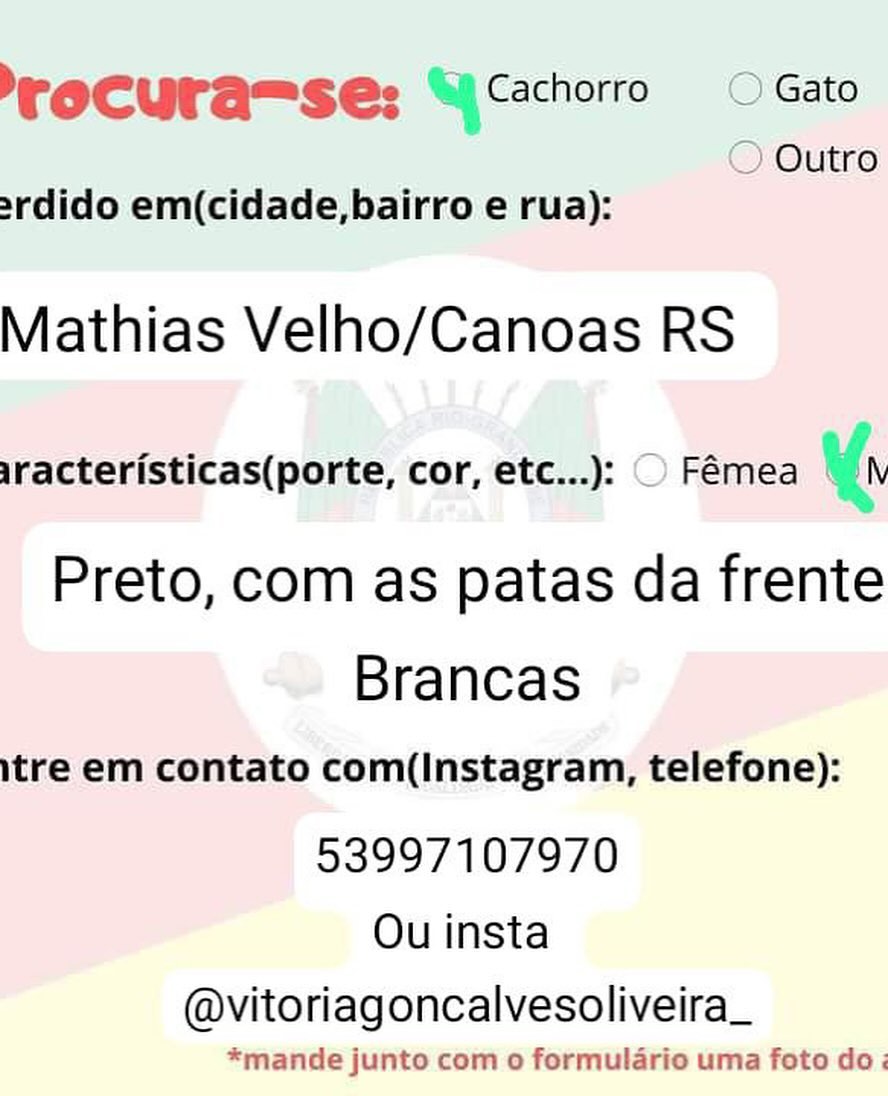 Procura-se: Cachorro Gato
Outro
erdido em(cidade,bairro e rua):
Mathias Velho/Canoas RS
aracterísticas(porte, cor, etc...): Fêmea M
Preto, com as patas da frente
Brancas
ntre em contato com(Instagram, telefone):
53997107970
Ou insta
@vitoriagoncalvesoliveira_
*mande junto com o formulário uma foto do a